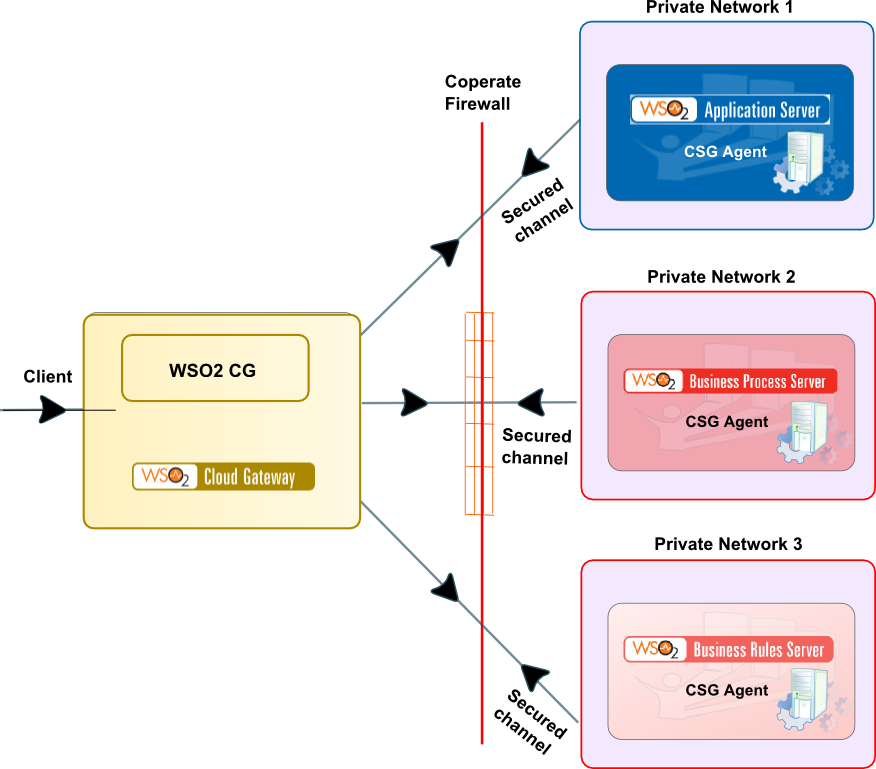 Private Network 1
Coperate
Firewall
WSO2 Application Server
CSG Agent
Secured
channel
Private Network 2
Client
WSO2 CG
WSO2 Business Process Server
CSG Agent
Secured
channel
WSO2 Cloud Gateway
Private Network 3
WSO2 Business Rules Server
CSG Agent
Secured
channel